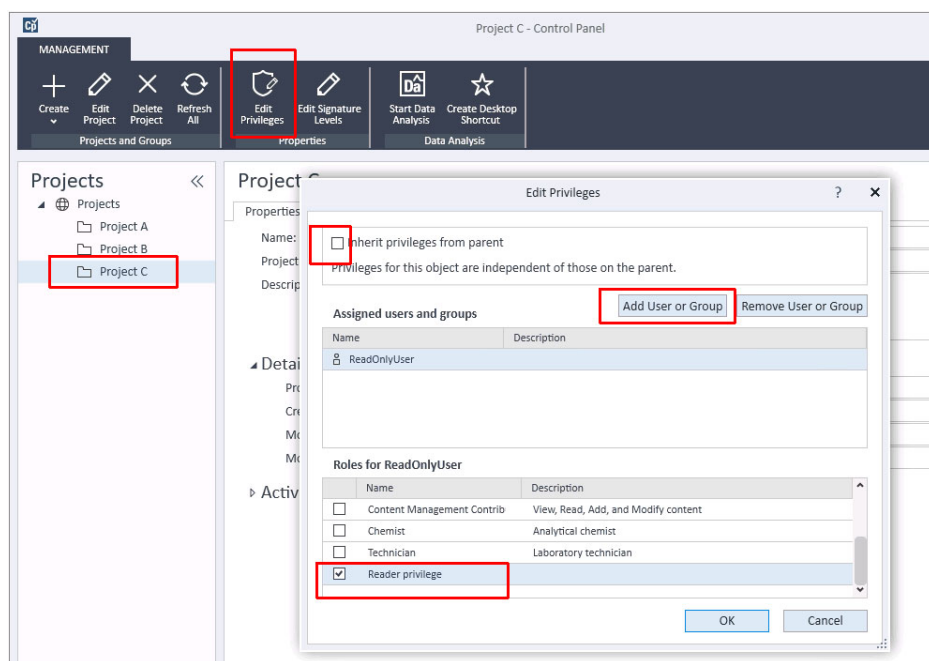 Project C - Control Panel
MANAGEMENT
Create
Edit Project
Delete Project
Refresh All
Edit Privileges
Edit Signature Levels
Start Data Analysis
Create Desktop Shortcut
Projects and Groups
Properties
Data Analysis
Projects
Projects
Project A
Project B
Project C
Project
Properties
Name:
Project
Descrip
Detai
Pro
Cre
Mo
Mo
Activ
Edit Privileges
?
Inherit privileges from parent
Privileges for this object are independent of those on the parent.
Add User or Group
Remove User or Group
Assigned users and groups
Name Description
ReadOnlyUser
Roles for ReadOnlyUser
Name Description
Content Management Contrib View, Read, Add, and Modify content
Chemist Analytical chemist
Technician Laboratory technician
Reader privilege
OK Cancel